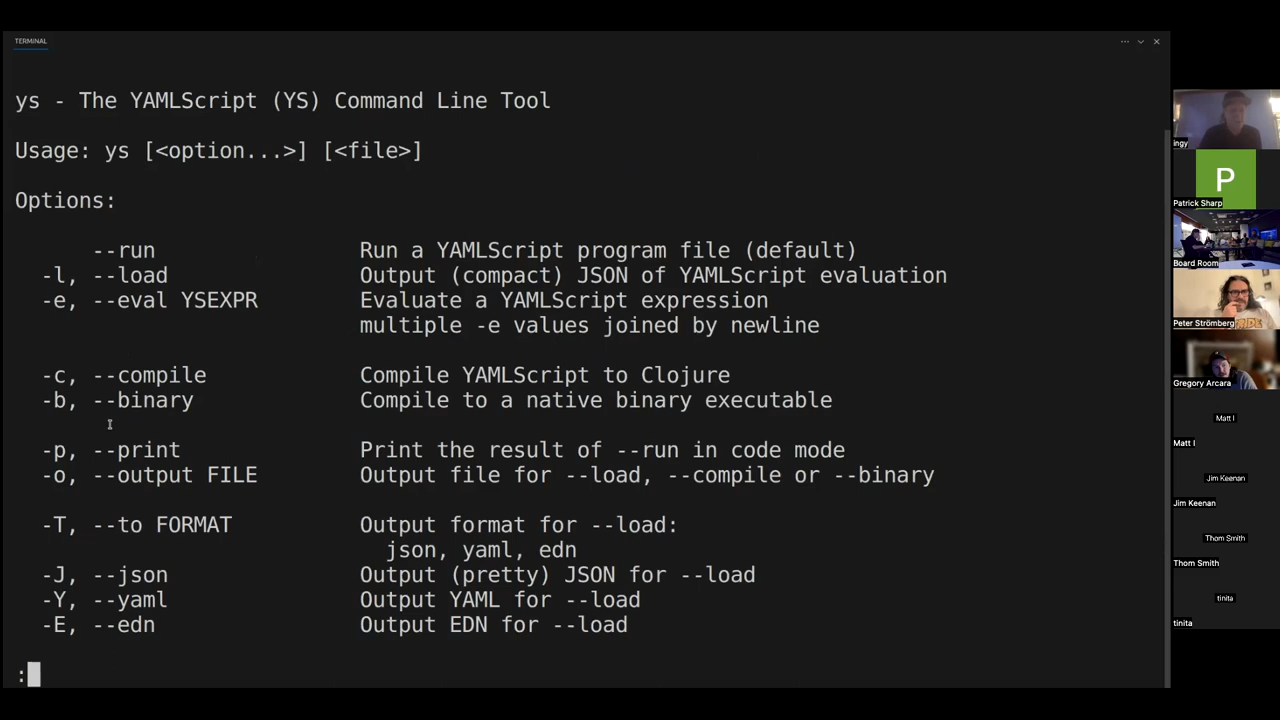 TERMINAL
ys - The YAMLScript (YS) Command Line Tool
Usage: ys [<option...>] [<file>]
Options:
--run Run a YAMLScript program file (default)
-l, --load Output (compact) JSON of YAMLScript evaluation
-e, --eval YSEXPR Evaluate a YAMLScript expression
multiple -e values joined by newline
-c, --compile Compile YAMLScript to Clojure
-b, --binary Compile to a native binary executable
-p, --print Print the result of --run in code mode
-o, --output FILE Output file for --load, --compile or --binary
-T, --to FORMAT Output format for --load:
json, yaml, edn
-J, --json Output (pretty) JSON for --load
-Y, --yaml Output YAML for --load
-E, --edn Output EDN for --load
:
ingy
P
Patrick Sharp
Board Room
Peter Strömberg
Gregory Arcara
Matt I
Matt I
Jim Keenan
Jim Keenan
Thom Smith
Thom Smith
tinita
tinita